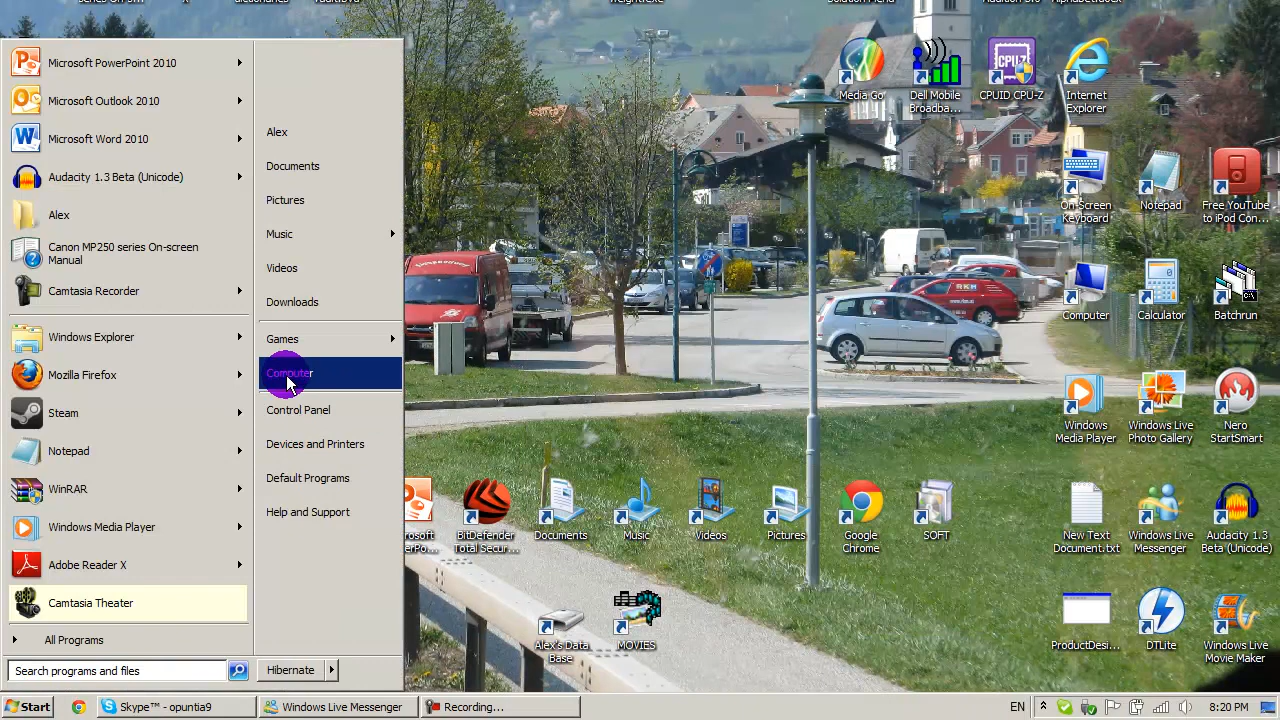 Microsoft PowerPoint 2010
Microsoft Outlook 2010
Microsoft Word 2010
Audacity 1.3 Beta (Unicode)
Alex
Canon MP250 series On-screen
Manual
Camtasia Recorder
Windows Explorer
Mozilla Firefox
Steam
Notepad
WinRAR
Windows Media Player
Adobe Reader X
Camtasia Theater
All Programs
Search programs and files
Alex
Documents
Pictures
Music
Videos
Downloads
Games
Computer
Control Panel
Devices and Printers
Default Programs
Help and Support
Hibernate
Media Go
Dell Mobile
Broadba...
CPU-Z
CPUID CPU-Z
Internet
Explorer
On-Screen
Keyboard
Notepad
Free YouTube
to iPod Con...
Computer
Calculator
C:\
Batchrun
Windows
Media Player
Windows Live
Photo Gallery
Nero
StartSmart
BitDefender
Total Secur...
Documents
Music
Videos
Pictures
Google
Chrome
SOFT
New Text
Document.txt
Windows Live
Messenger
Audacity 1.3
Beta (Unicode)
Alex's Data
Base
MOVIES
ProductDesi...
DTLite
Windows Live
Movie Maker
Start
Skype™ - opuntia9
Windows Live Messenger
Recording...
EN
8:20 PM